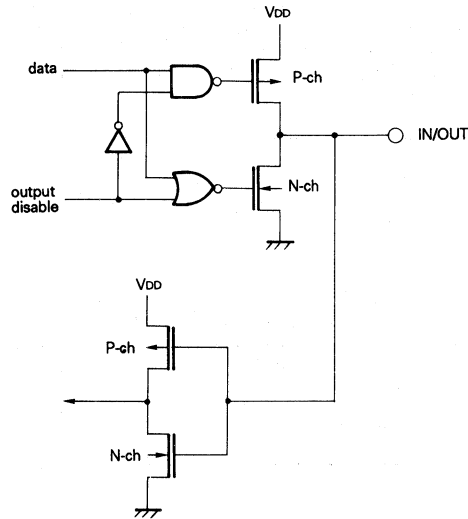 VDD
data
P-ch
IN/OUT
output
disable
N-ch
VDD
P-ch
N-ch